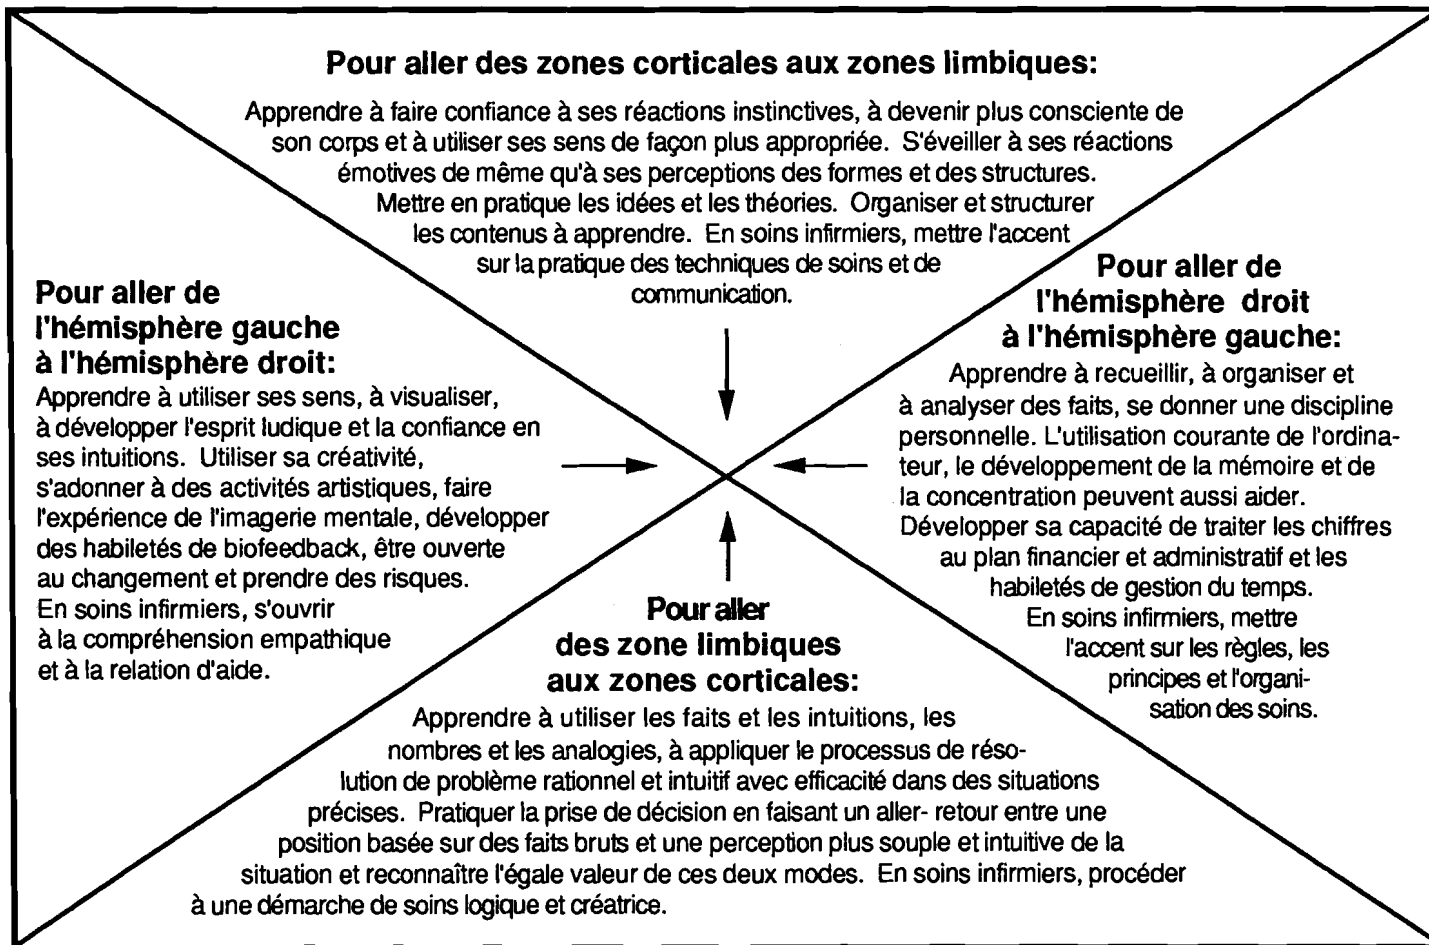 Pour aller des zones corticales aux zones limbiques:
Apprendre à faire confiance à ses réactions instinctives, à devenir plus consciente de
son corps et à utiliser ses sens de façon plus appropriée. S'éveiller à ses réactions
émotives de même qu'à ses perceptions des formes et des structures.
Mettre en pratique les idées et les théories. Organiser et structurer
les contenus à apprendre. En soins infirmiers, mettre l'accent
sur la pratique des techniques de soins et de
communication.
Pour aller de
l'hémisphère gauche
à l'hémisphère droit:
Apprendre à utiliser ses sens, à visualiser,
à développer l'esprit ludique et la confiance en
ses intuitions. Utiliser sa créativité,
s'adonner à des activités artistiques, faire
l'expérience de l'imagerie mentale, développer
des habiletés de biofeedback, être ouverte
au changement et prendre des risques.
En soins infirmiers, s'ouvrir
à la compréhension empathique
et à la relation d'aide.
Pour aller de
l'hémisphère droit
à l'hémisphère gauche:
Apprendre à recueillir, à organiser et
à analyser des faits, se donner une discipline
personnelle. L'utilisation courante de l'ordina-
teur, le développement de la mémoire et de
la concentration peuvent aussi aider.
Développer sa capacité de traiter les chiffres
au plan financier et administratif et les
habiletés de gestion du temps.
En soins infirmiers, mettre
l'accent sur les règles, les
principes et l'organi-
sation des soins.
Pour aller
des zone limbiques
aux zones corticales:
Apprendre à utiliser les faits et les intuitions, les
nombres et les analogies, à appliquer le processus de réso-
lution de problème rationnel et intuitif avec efficacité dans des situations
précises. Pratiquer la prise de décision en faisant un aller- retour entre une
position basée sur des faits bruts et une perception plus souple et intuitive de la
situation et reconnaître l'égale valeur de ces deux modes. En soins infirmiers, procéder
à une démarche de soins logique et créatrice.